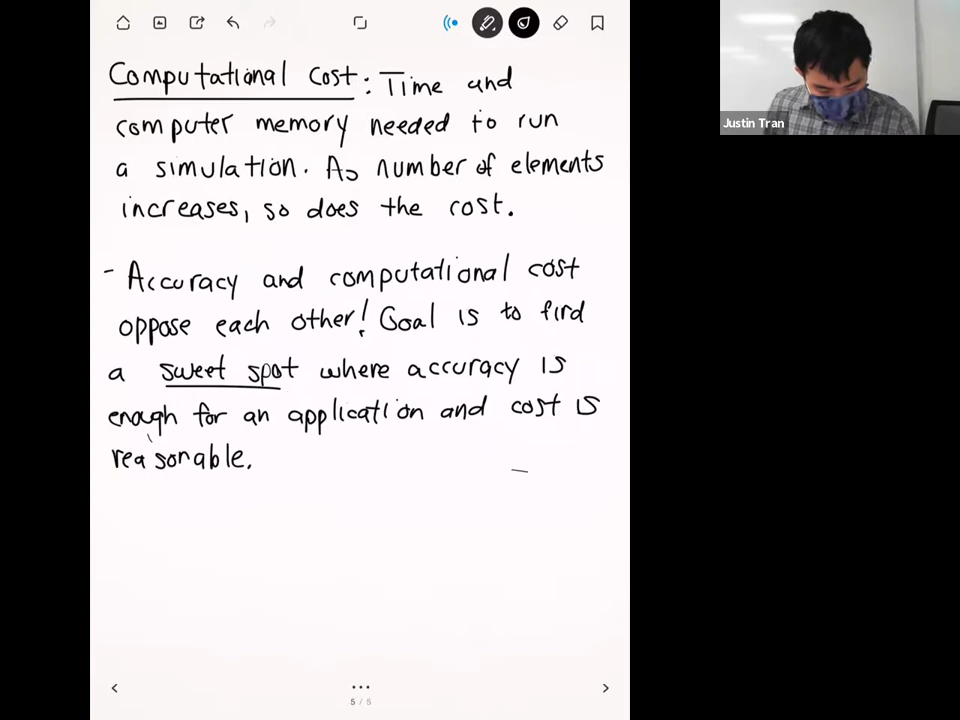 Computational Cost: Time and
computer memory needed to run
a simulation. As number of elements
increases, so does the cost.
- Accuracy and computational cost
oppose each other! Goal is to find
a sweet spot where accuracy is
enough for an application and cost is
reasonable.
5 / 5
Justin Tran